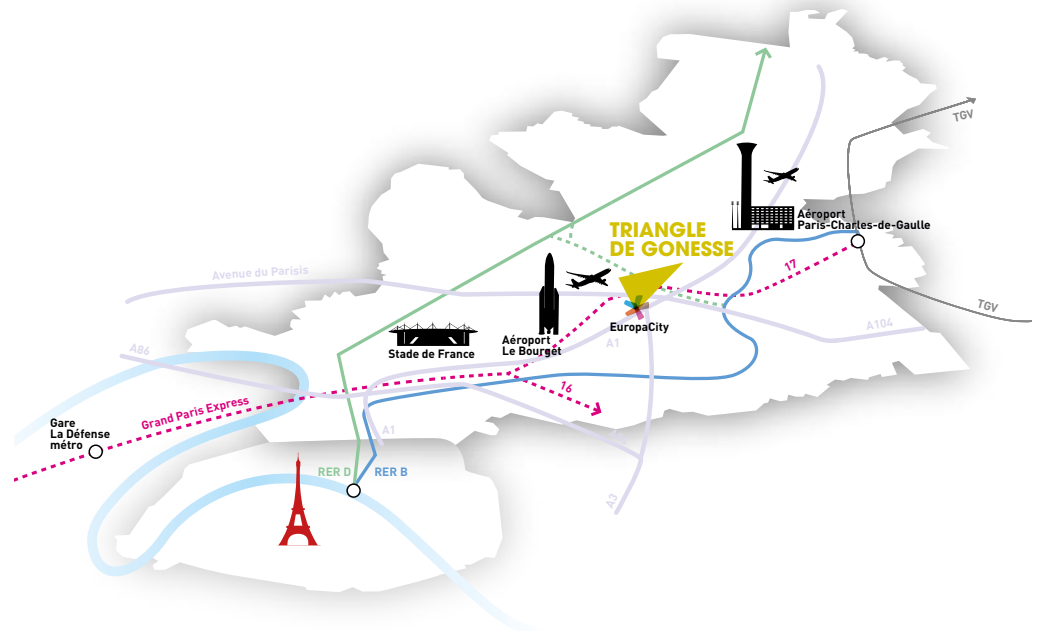 TGV
Aéroport
Paris-Charles-de-Gaulle
TRIANGLE
DE GONESSE
17
Avenue du Parisis
TGV
EuropaCity
A104
Aéroport
Le Bourget
Stade de France
A1
A86
16
Grand Paris Express
Gare
La Défense
métro
A1
RER D
RER B
A3